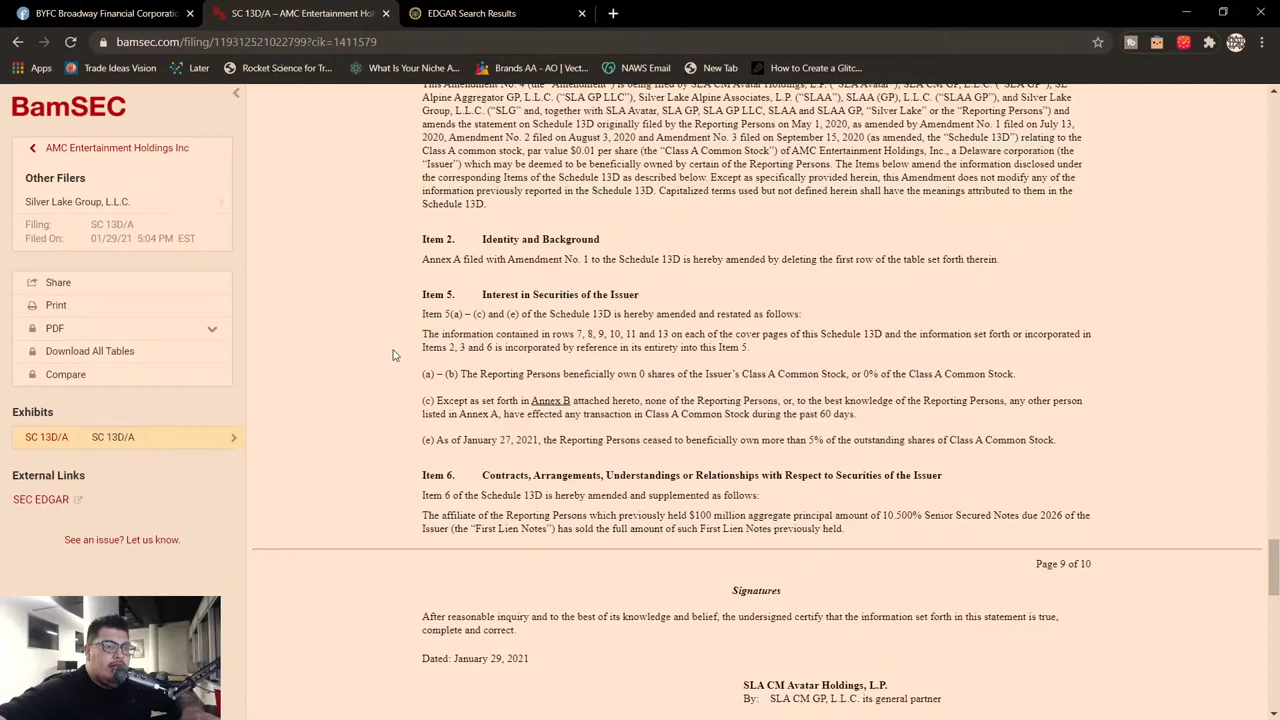 BYFC Broadway Financial Corporatio
SC 13D/A – AMC Entertainment Hol
EDGAR Search Results
bamsec.com/filing/119312521022799?cik=1411579
Apps
Trade Ideas Vision
Later
Rocket Science for Tr...
What Is Your Niche A...
Brands — AO | Vect...
NAWS Email
New Tab
How to Create a Glitc...
BamSEC
AMC Entertainment Holdings Inc
Other Filers
Silver Lake Group, L.L.C.
Filing: SC 13D/A
Filed On: 01/29/21 5:04 PM EST
Share
Print
PDF
Download All Tables
Compare
Exhibits
SC 13D/A SC 13D/A
External Links
SEC EDGAR
See an issue? Let us know.
This Amendment No. 4 (the "Amendment") is being filed by SLA CM Avatar Holdings, L.P. ("SLA Avatar"), SLA CM GP, L.L.C. ("SLA GP"), SL
Alpine Aggregator GP, L.L.C. ("SLA GP LLC"), Silver Lake Alpine Associates, L.P. ("SLAA"), SLAA (GP), L.L.C. ("SLAA GP"), and Silver Lake
Group, L.L.C. ("SLG" and, together with SLA Avatar, SLA GP, SLA GP LLC, SLAA and SLAA GP, "Silver Lake" or the "Reporting Persons") and
amends the statement on Schedule 13D originally filed by the Reporting Persons on May 1, 2020, as amended by Amendment No. 1 filed on July 13,
2020, Amendment No. 2 filed on August 3, 2020 and Amendment No. 3 filed on September 15, 2020 (as amended, the "Schedule 13D") relating to the
Class A common stock, par value $0.01 per share (the "Class A Common Stock") of AMC Entertainment Holdings, Inc., a Delaware corporation (the
"Issuer") which may be deemed to be beneficially owned by certain of the Reporting Persons. The Items below amend the information disclosed under
the corresponding Items of the Schedule 13D as described below. Except as specifically provided herein, this Amendment does not modify any of the
information previously reported in the Schedule 13D. Capitalized terms used but not defined herein shall have the meanings attributed to them in the
Schedule 13D.
Item 2. Identity and Background
Annex A filed with Amendment No. 1 to the Schedule 13D is hereby amended by deleting the first row of the table set forth therein.
Item 5. Interest in Securities of the Issuer
Item 5(a) – (c) and (e) of the Schedule 13D is hereby amended and restated as follows:
The information contained in rows 7, 8, 9, 10, 11 and 13 on each of the cover pages of this Schedule 13D and the information set forth or incorporated in
Items 2, 3 and 6 is incorporated by reference in its entirety into this Item 5.
(a) – (b) The Reporting Persons beneficially own 0 shares of the Issuer's Class A Common Stock, or 0% of the Class A Common Stock.
(c) Except as set forth in Annex B attached hereto, none of the Reporting Persons, or, to the best knowledge of the Reporting Persons, any other person
listed in Annex A, have effected any transaction in Class A Common Stock during the past 60 days.
(e) As of January 27, 2021, the Reporting Persons ceased to beneficially own more than 5% of the outstanding shares of Class A Common Stock.
Item 6. Contracts, Arrangements, Understandings or Relationships with Respect to Securities of the Issuer
Item 6 of the Schedule 13D is hereby amended and supplemented as follows:
The affiliate of the Reporting Persons which previously held $100 million aggregate principal amount of 10.500% Senior Secured Notes due 2026 of the
Issuer (the "First Lien Notes") has sold the full amount of such First Lien Notes previously held.
Page 9 of 10
Signatures
After reasonable inquiry and to the best of its knowledge and belief, the undersigned certify that the information set forth in this statement is true,
complete and correct.
Dated: January 29, 2021
SLA CM Avatar Holdings, L.P.
By: SLA CM GP, L.L.C. its general partner